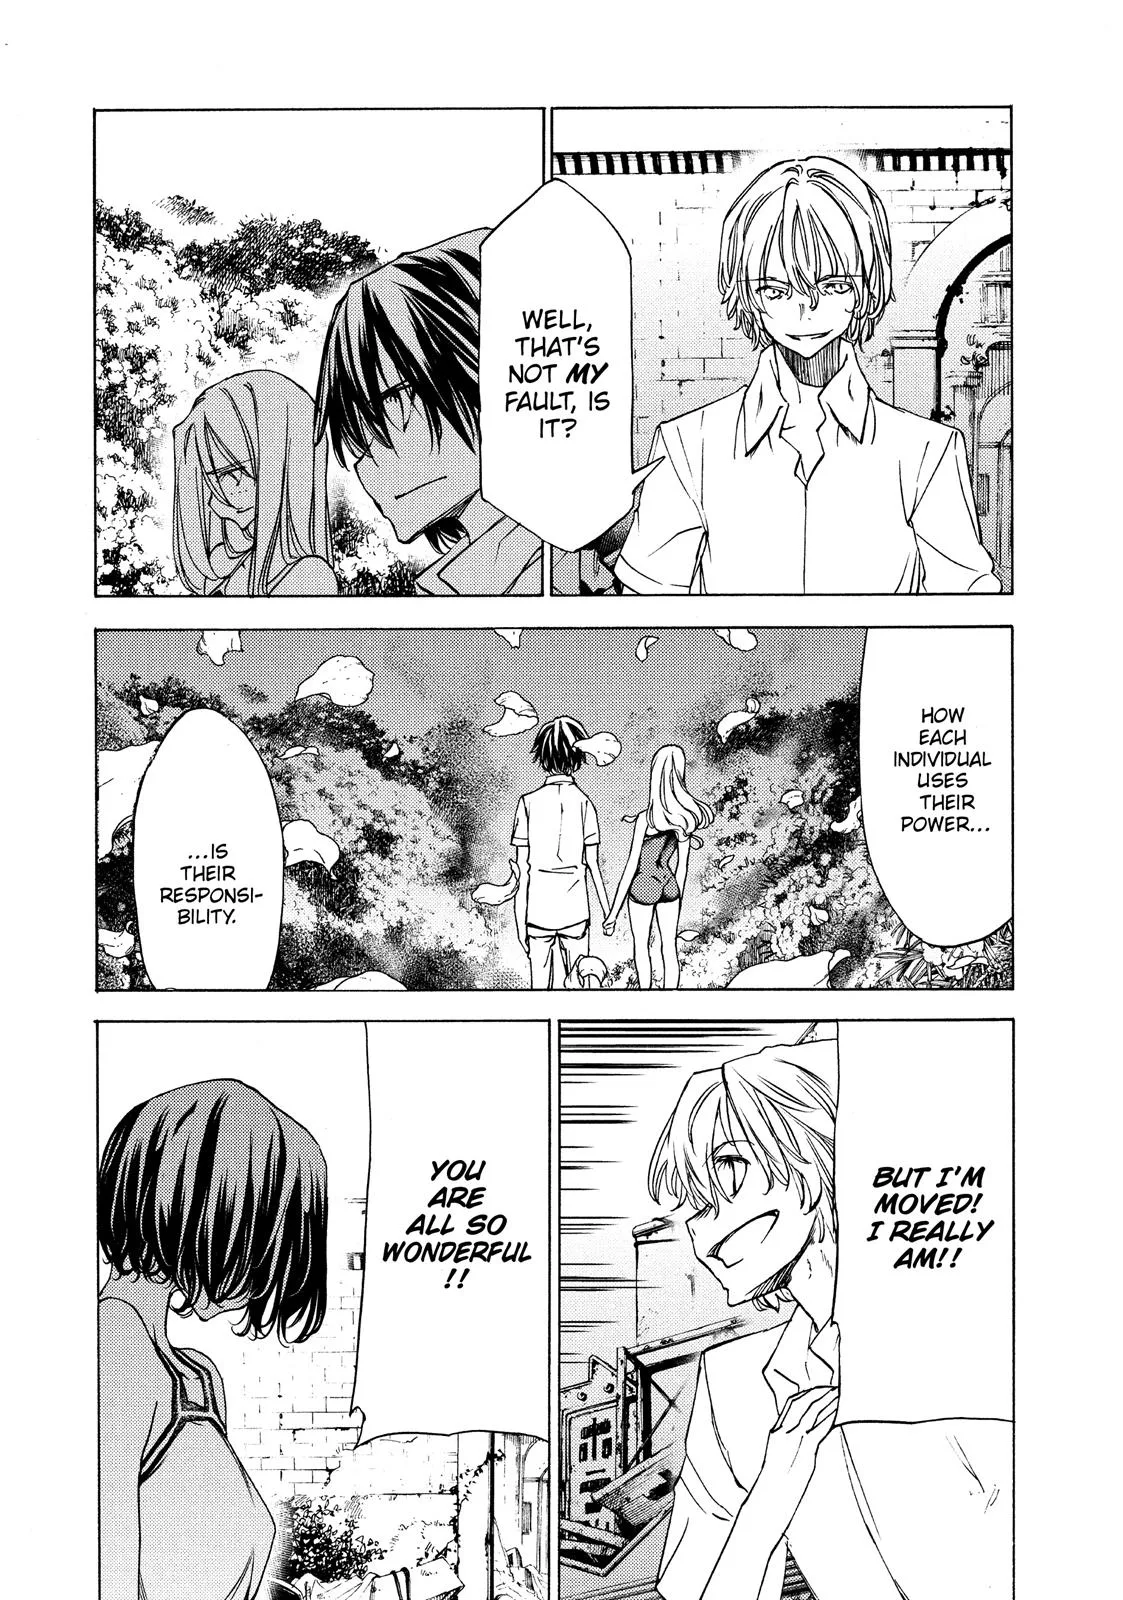 WELL,
THAT'S
NOT MY
FAULT, IS
IT?
HOW
EACH
INDIVIDUAL
USES
THEIR
POWER...
...IS
THEIR
RESPONSI-
BILITY.
BUT I'M
MOVED!
I REALLY
AM!!
YOU
ARE
ALL SO
WONDERFUL
!!